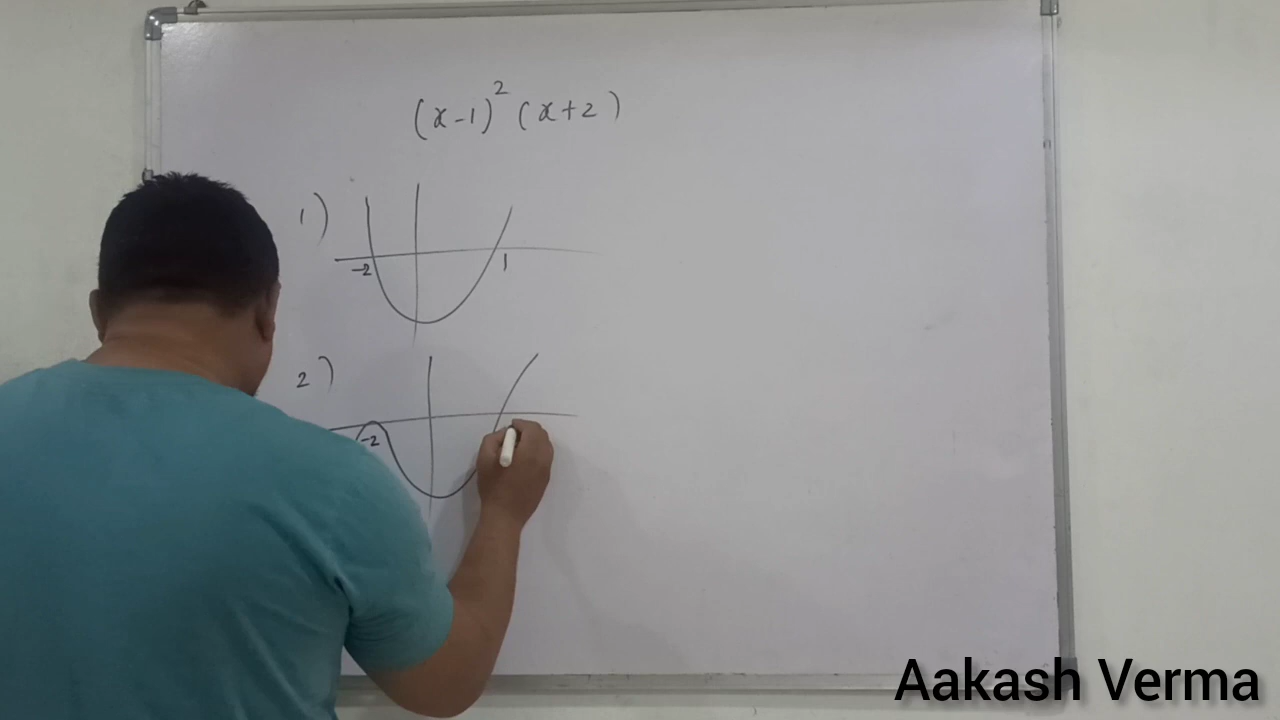 (x-1)² (x+2)
1)
-2 1
2)
-2
Aakash Verma